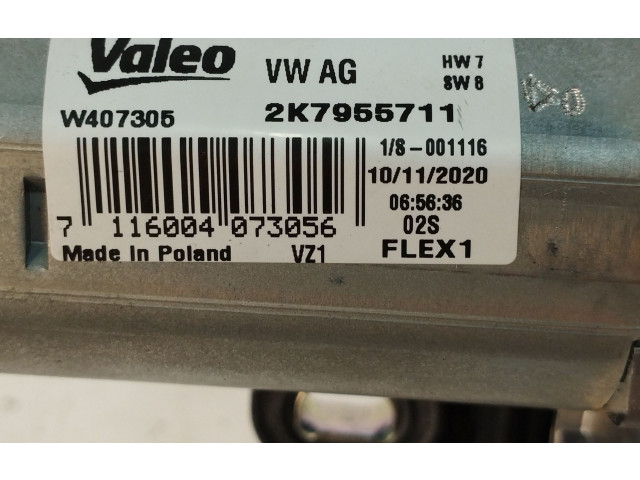 Valeo
VW AG
HW 7
SW 8
W407305
2K7955711
1/S-001116
10/11/2020
06:56:36
02S
7 116004 073056
Made in Poland
VZ1
FLEX1